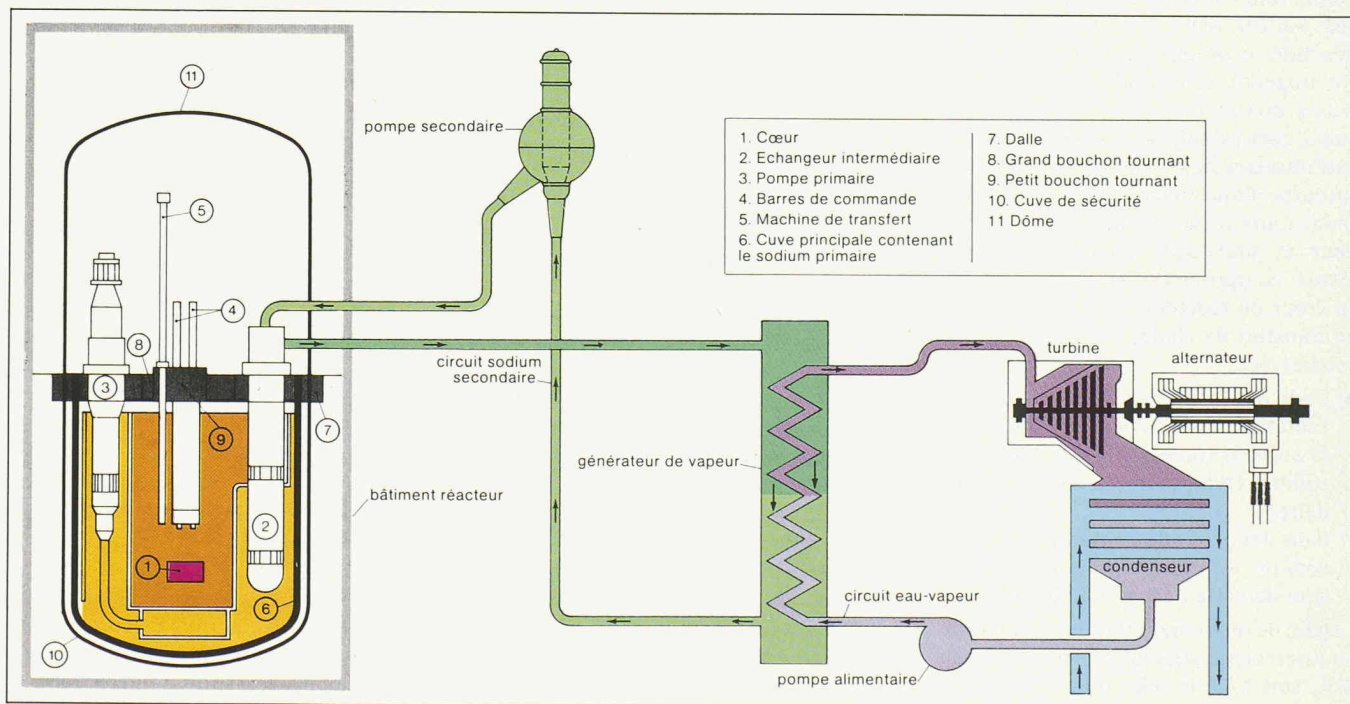 11
pompe secondaire
1. Cœur
2. Echangeur intermédiaire
3. Pompe primaire
4. Barres de commande
5. Machine de transfert
6. Cuve principale contenant
le sodium primaire
7. Dalle
8. Grand bouchon tournant
9. Petit bouchon tournant
10. Cuve de sécurité
11 Dôme
5
4
8
3
circuit sodium
secondaire
turbine
alternateur
7
9
générateur de vapeur
bâtiment réacteur
2
1
condenseur
6
circuit eau-vapeur
10
pompe alimentaire